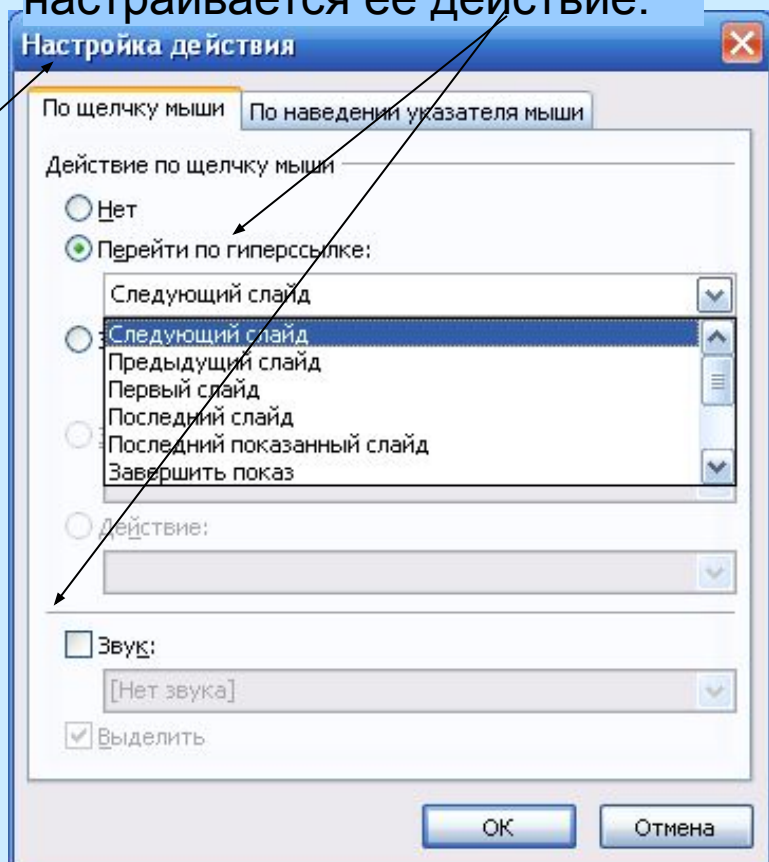 настраивается ее действие.
Настройка действия
По щелчку мыши По наведении указателя мыши
Действие по щелчку мыши
Нет
Перейти по гиперссылке:
Следующий слайд
Следующий слайд
Предыдущий слайд
Первый слайд
Последний слайд
Последний показанный слайд
Завершить показ
Действие:
Звук:
[Нет звука]
Выделить
ОК Отмена